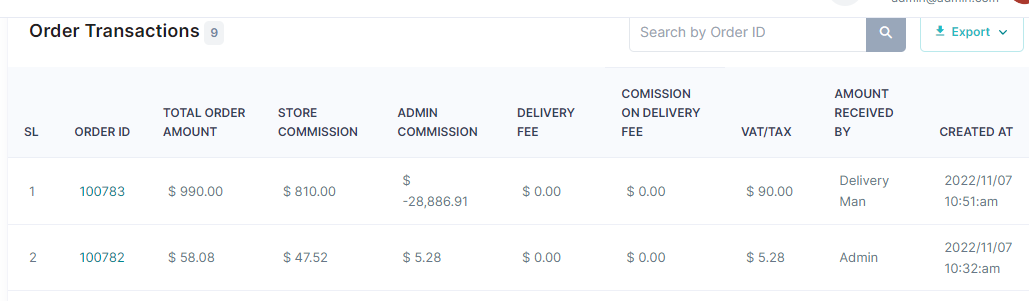 admin@admin.com
Order Transactions 9
Search by Order ID
Export
SL
ORDER ID
TOTAL ORDER
AMOUNT
STORE
COMMISSION
ADMIN
COMMISSION
DELIVERY
FEE
COMISSION
ON DELIVERY
FEE
VAT/TAX
AMOUNT
RECEIVED
BY
CREATED AT
1
100783
$ 990.00
$ 810.00
$
-28,886.91
$ 0.00
$ 0.00
$ 90.00
Delivery
Man
2022/11/07
10:51:am
2
100782
$ 58.08
$ 47.52
$ 5.28
$ 0.00
$ 0.00
$ 5.28
Admin
2022/11/07
10:32:am